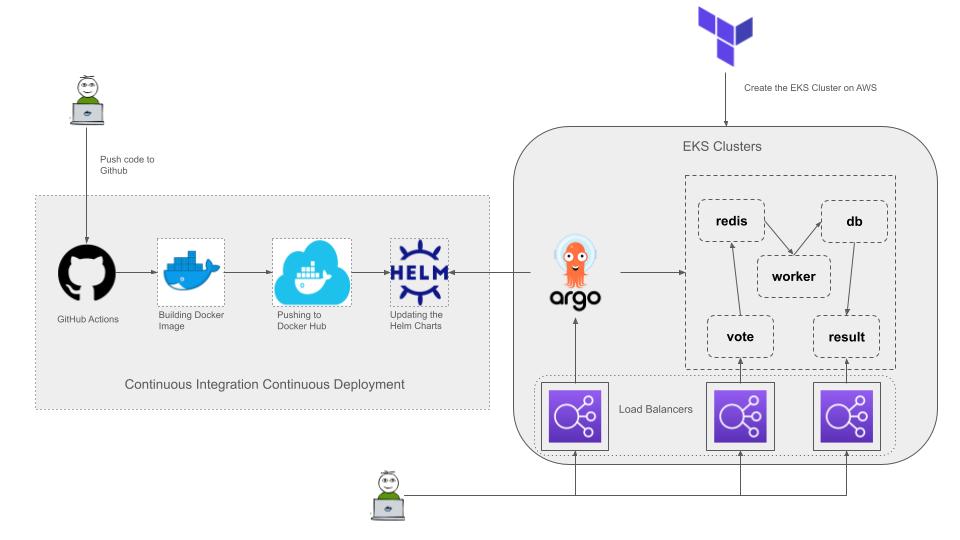 Create the EKS Cluster on AWS
EKS Clusters
Push code to
Github
redis
db
worker
vote
result
HELM
argo
GitHub Actions
Building Docker
Image
Pushing to
Docker Hub
Updating the
Helm Charts
Continuous Integration Continuous Deployment
Load Balancers